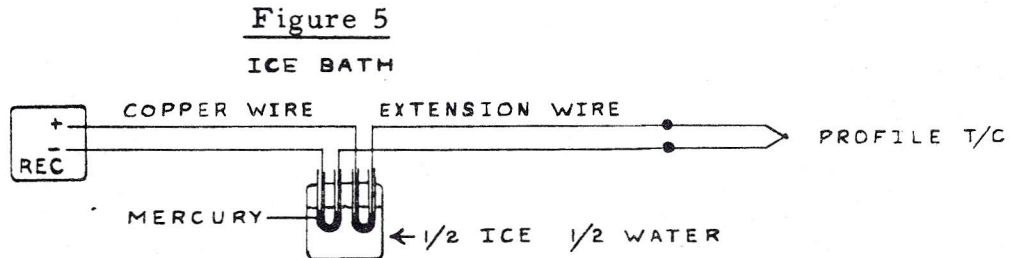 Figure 5
ICE BATH
COPPER WIRE EXTENSION WIRE
+
−
REC
PROFILE T/C
MERCURY
1/2 ICE 1/2 WATER